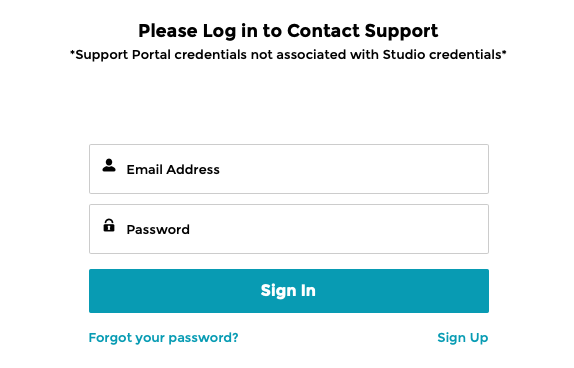 Please Log in to Contact Support
*Support Portal credentials not associated with Studio credentials*
Email Address
Password
Sign In
Forgot your password?
Sign Up